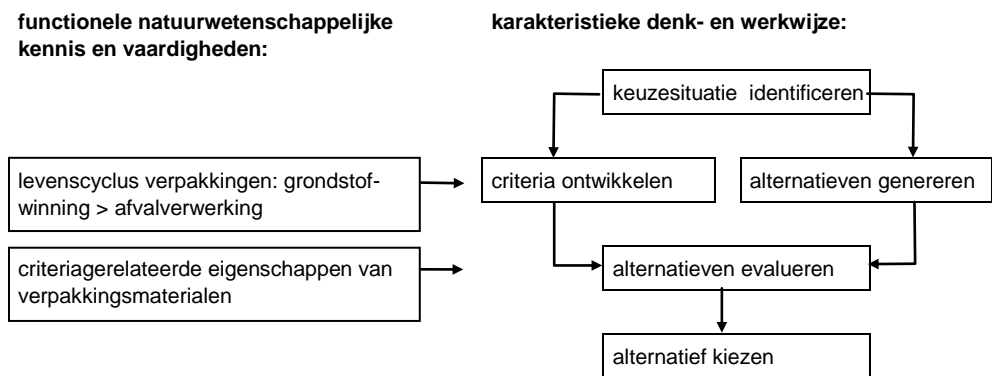 functionele natuurwetenschappelijke
kennis en vaardigheden:
karakteristieke denk- en werkwijze:
keuzesituatie identificeren
levenscyclus verpakkingen: grondstof-
winning > afvalverwerking
criteria ontwikkelen
alternatieven genereren
criteriagerelateerde eigenschappen van
verpakkingsmaterialen
alternatieven evalueren
alternatief kiezen